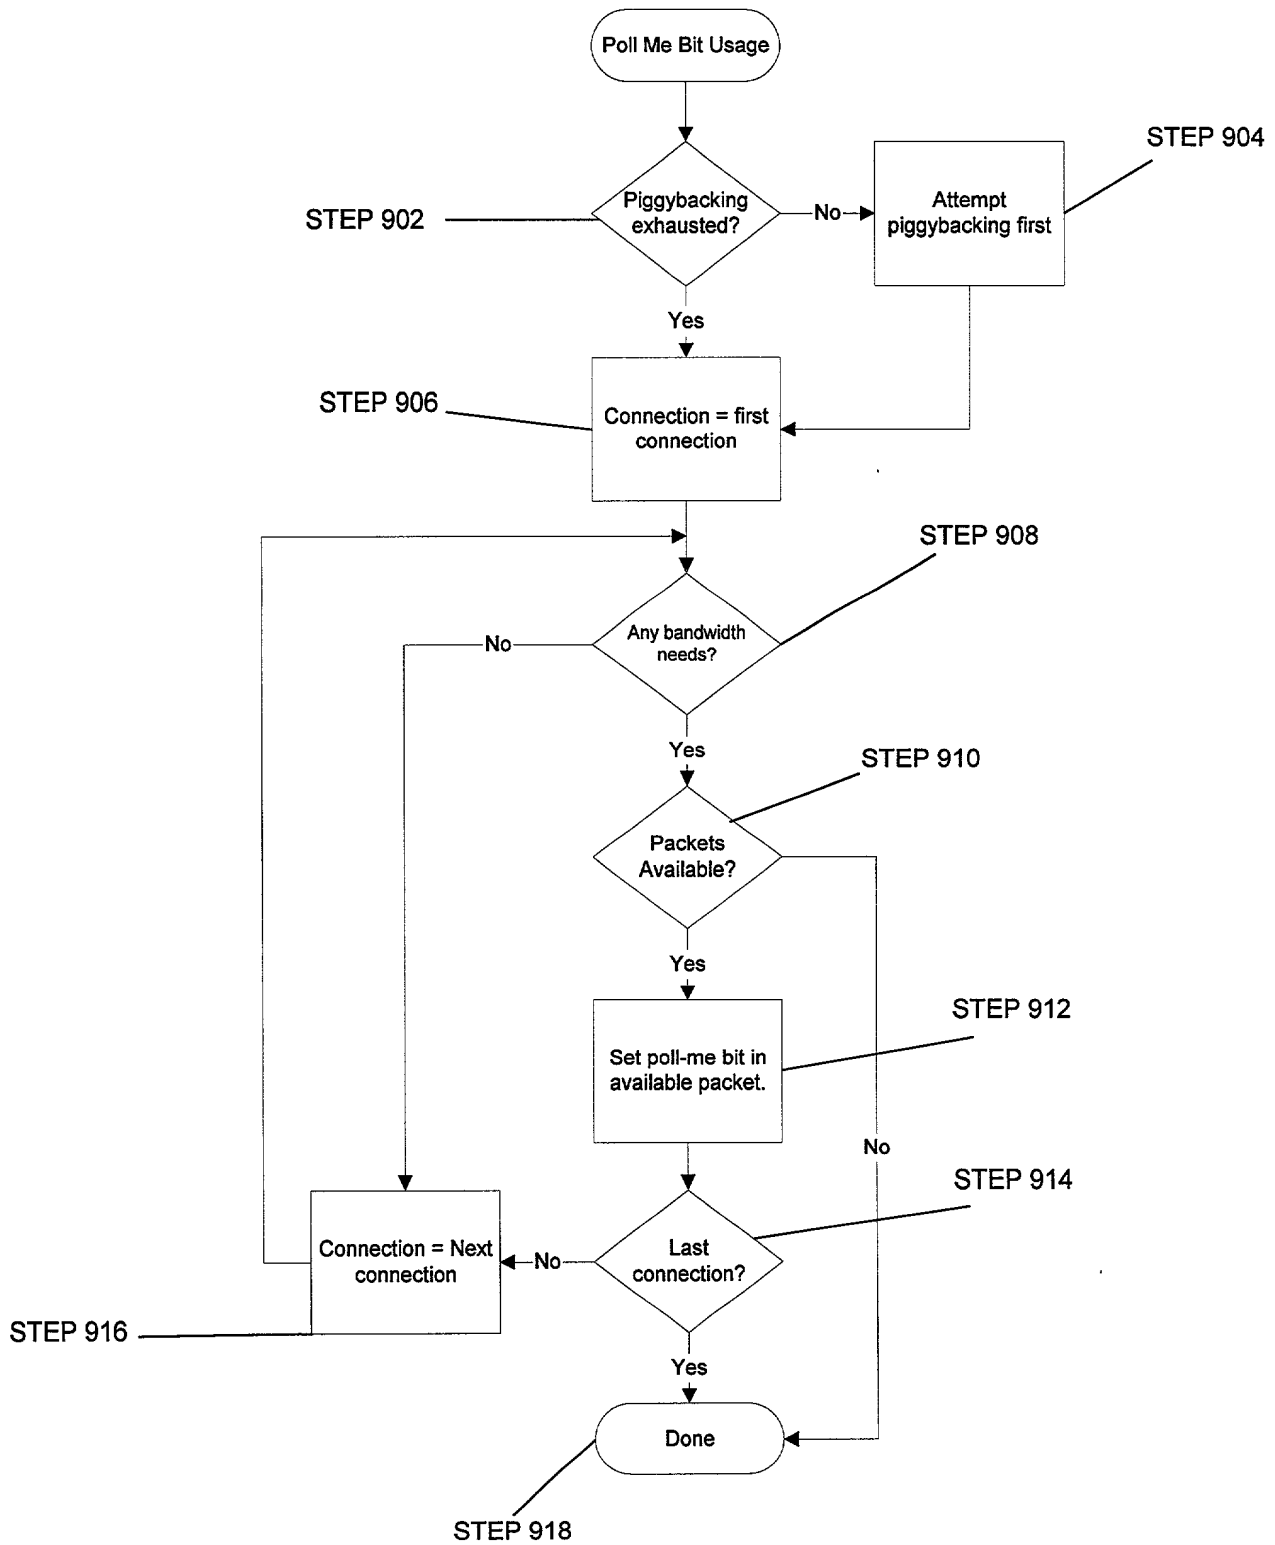 Poll Me Bit Usage
STEP 904
Piggybacking
exhausted?
No
Attempt
piggybacking first
STEP 902
Yes
STEP 906
Connection = first
connection
STEP 908
Any bandwidth
needs?
No
Yes
STEP 910
Packets
Available?
Yes
STEP 912
Set poll-me bit in
available packet.
No
STEP 914
Connection = Next
connection
No
Last
connection?
STEP 916
Yes
Done
STEP 918